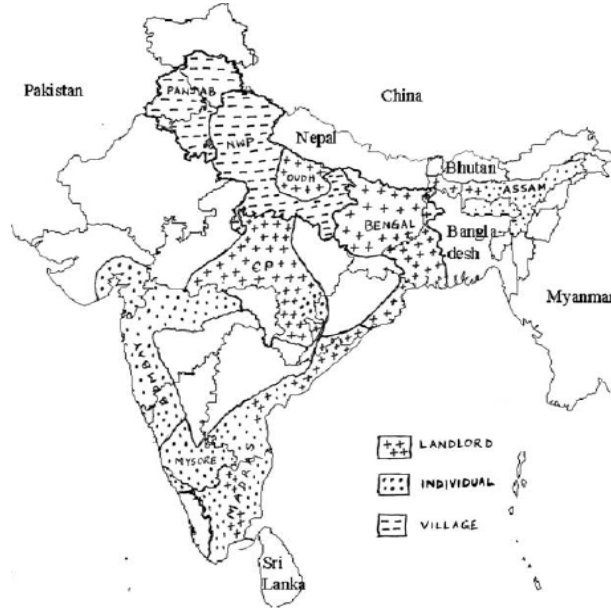 Pakistan
China
PANJAB
NWP
Nepal
OUDH
Bhutan
ASSAM
BENGAL
Bangla
desh
CP
Myanmar
BOMBAY
MYSORE
MADRAS
Sri
Lanka
LANDLORD
INDIVIDUAL
VILLAGE